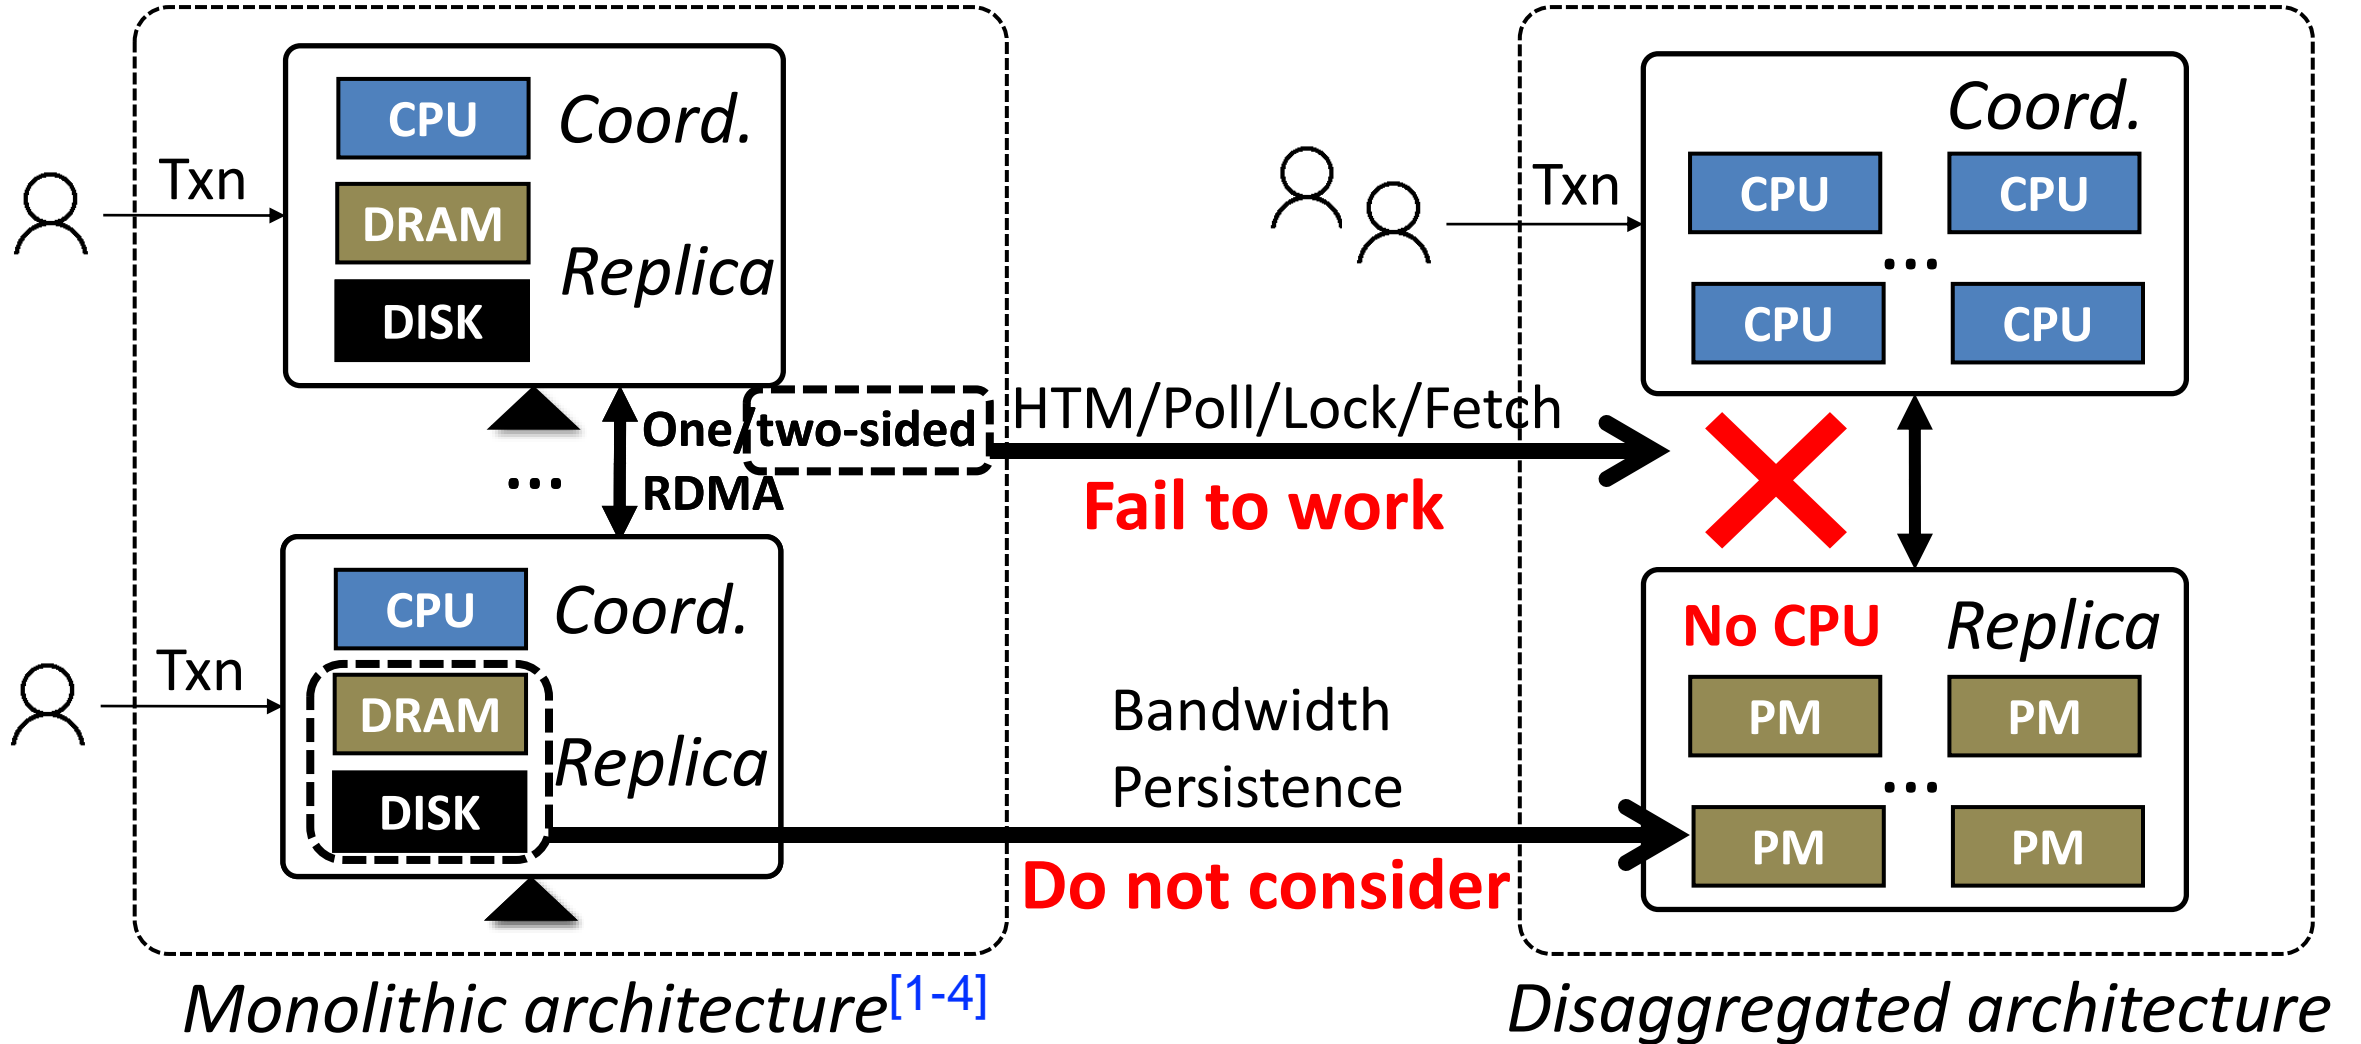 Txn
CPU
Coord.
DRAM
Replica
DISK
One/two-sided
RDMA
...
Txn
CPU
Coord.
DRAM
Replica
DISK
Monolithic architecture[1-4]
HTM/Poll/Lock/Fetch
Fail to work
Bandwidth
Persistence
Do not consider
Txn
Coord.
CPU CPU
...
CPU CPU
No CPU Replica
PM PM
...
PM PM
Disaggregated architecture